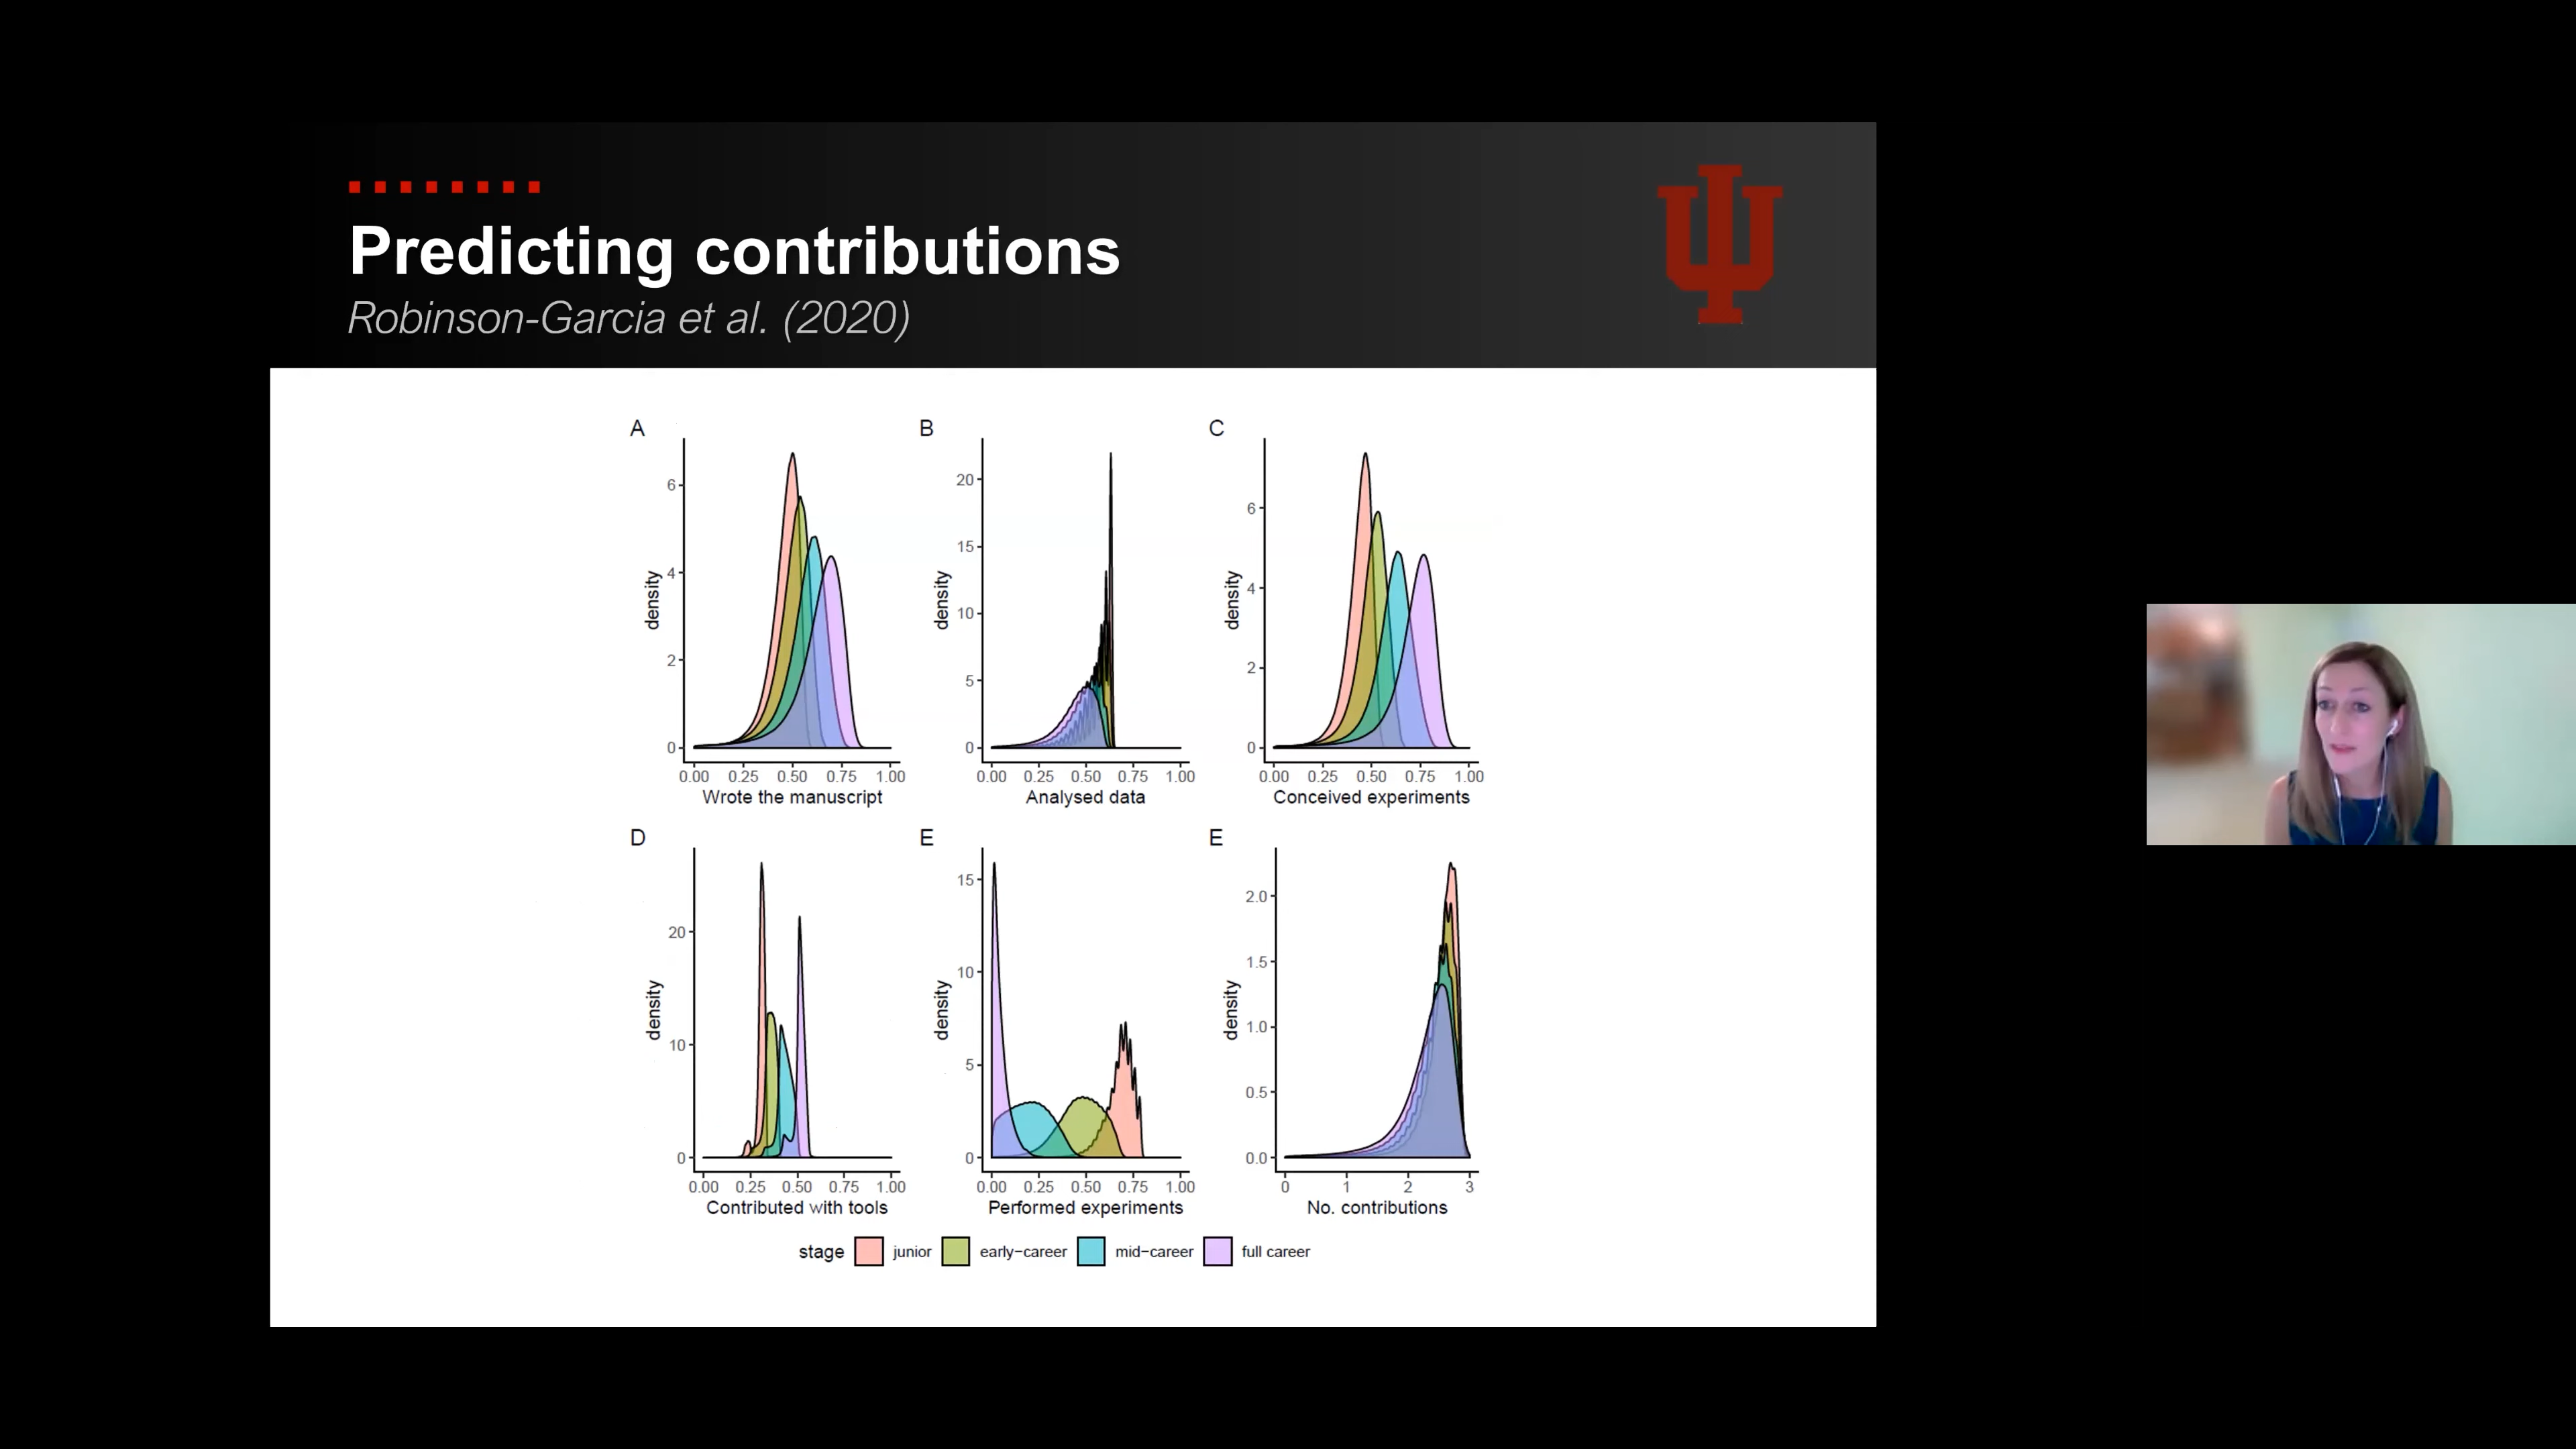 Predicting contributions
Robinson-Garcia et al. (2020)
A
B
C
density
6
4
2
0
0.00 0.25 0.50 0.75 1.00
Wrote the manuscript
density
20
15
10
5
0
0.00 0.25 0.50 0.75 1.00
Analysed data
density
6
4
2
0
0.00 0.25 0.50 0.75 1.00
Conceived experiments
D
E
E
density
20
10
0
0.00 0.25 0.50 0.75 1.00
Contributed with tools
density
15
10
5
0
0.00 0.25 0.50 0.75 1.00
Performed experiments
density
2.0
1.5
1.0
0.5
0.0
0 1 2 3
No. contributions
stage junior early-career mid-career full career